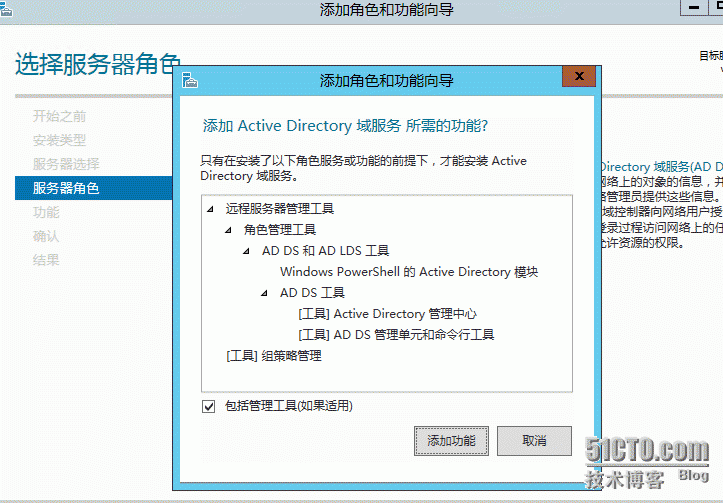 添加角色和功能向导
选择服务器角色
目标服
开始之前
安装类型
服务器选择
服务器角色
功能
确认
结果
添加角色和功能向导
x
添加 Active Directory 域服务 所需的功能?
只有在安装了以下角色服务或功能的前提下，才能安装 Active
Directory 域服务。
远程服务器管理工具
角色管理工具
AD DS 和 AD LDS 工具
Windows PowerShell 的 Active Directory 模块
AD DS 工具
[工具] Active Directory 管理中心
[工具] AD DS 管理单元和命令行工具
[工具] 组策略管理
包括管理工具(如果适用)
添加功能
取消
Directory 域服务(AD D
网络上的对象的信息，并
络管理员提供这些信息。
域控制器向网络用户授
登录过程访问网络上的任
允许资源的权限。
51CTO.com
技术博客 Blog